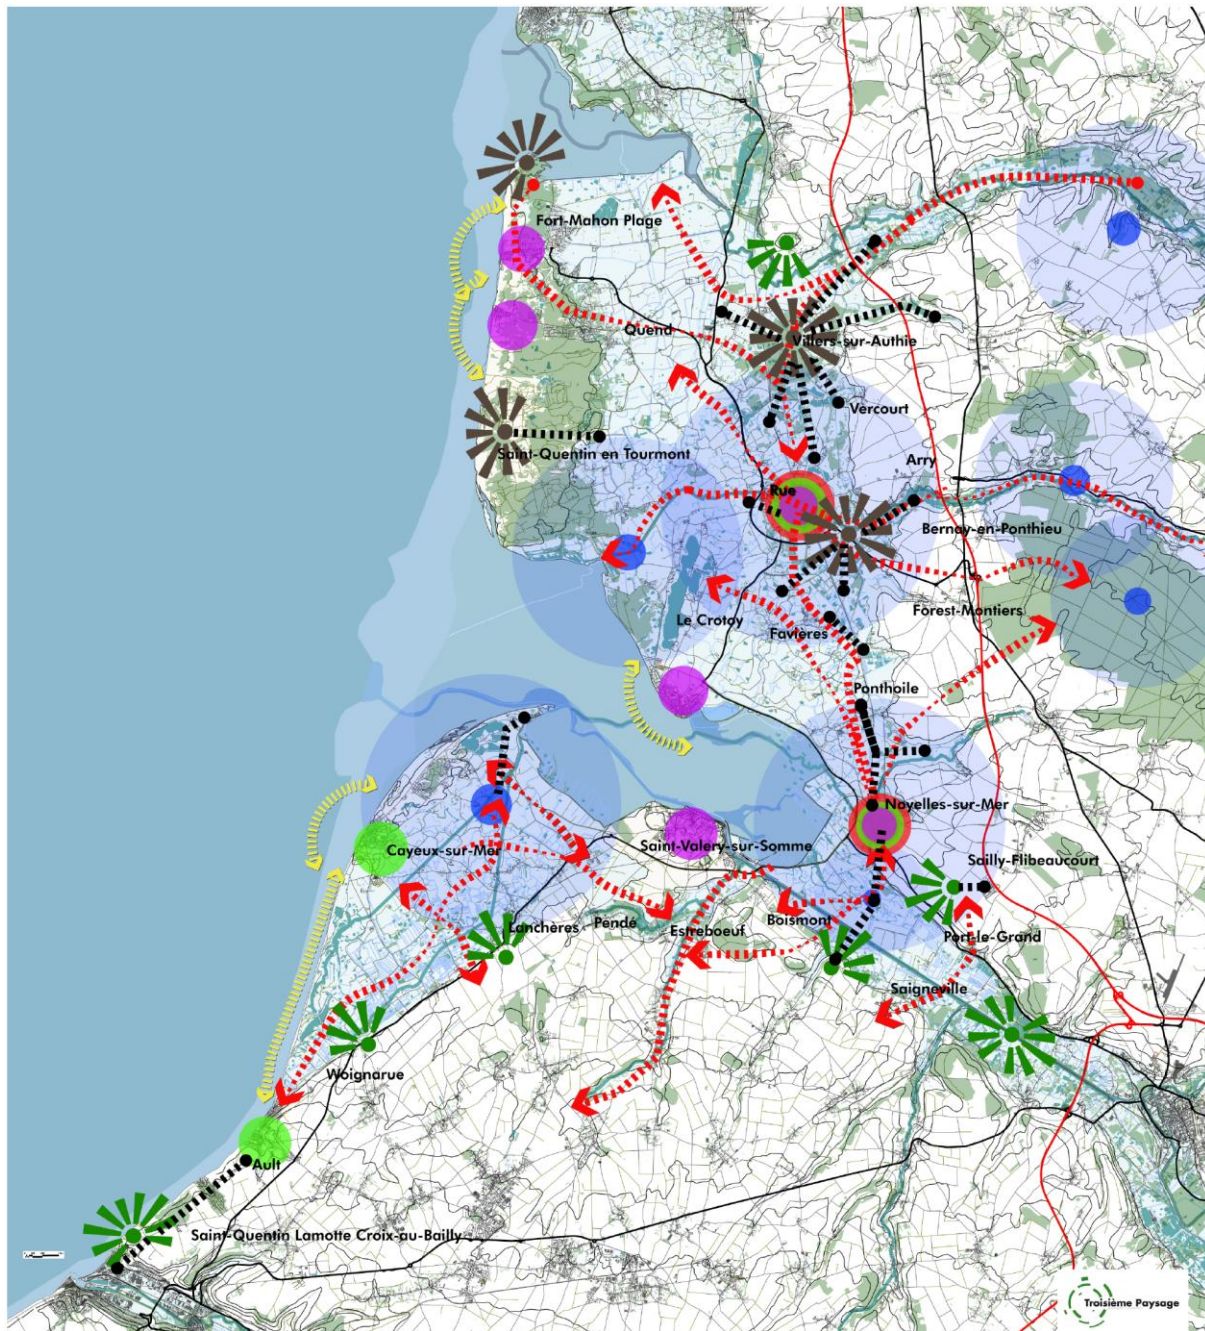 Fort-Mahon Plage
Quend
Villers-sur-Authie
Vercourt
Saint-Quentin en Tourmont
Arry
Rue
Bernay-en-Ponthieu
Forest-Montiers
Le Crotoy
Favières
Ponthoile
Noyelles-sur-Mer
Cayeux-sur-Mer
Saint-Valery-sur-Somme
Sailly-Flibeaucourt
Lanchères
Pendé
Estreboeuf
Boismont
Port-le-Grand
Saigneville
Woignarue
Ault
Saint-Quentin Lamotte Croix-au-Bailly
Troisième Paysage